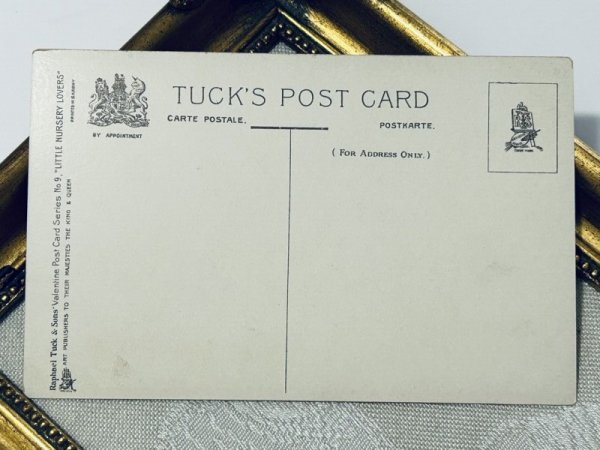 TUCK'S POST CARD
CARTE POSTALE.
POSTKARTE.
(FOR ADDRESS ONLY.)
BY APPOINTMENT
Raphael Tuck & Sons' Valentine Post Card Series No 9, "LITTLE NURSERY LOVERS"
ART PUBLISHERS TO THEIR MAJESTIES THE KING & QUEEN